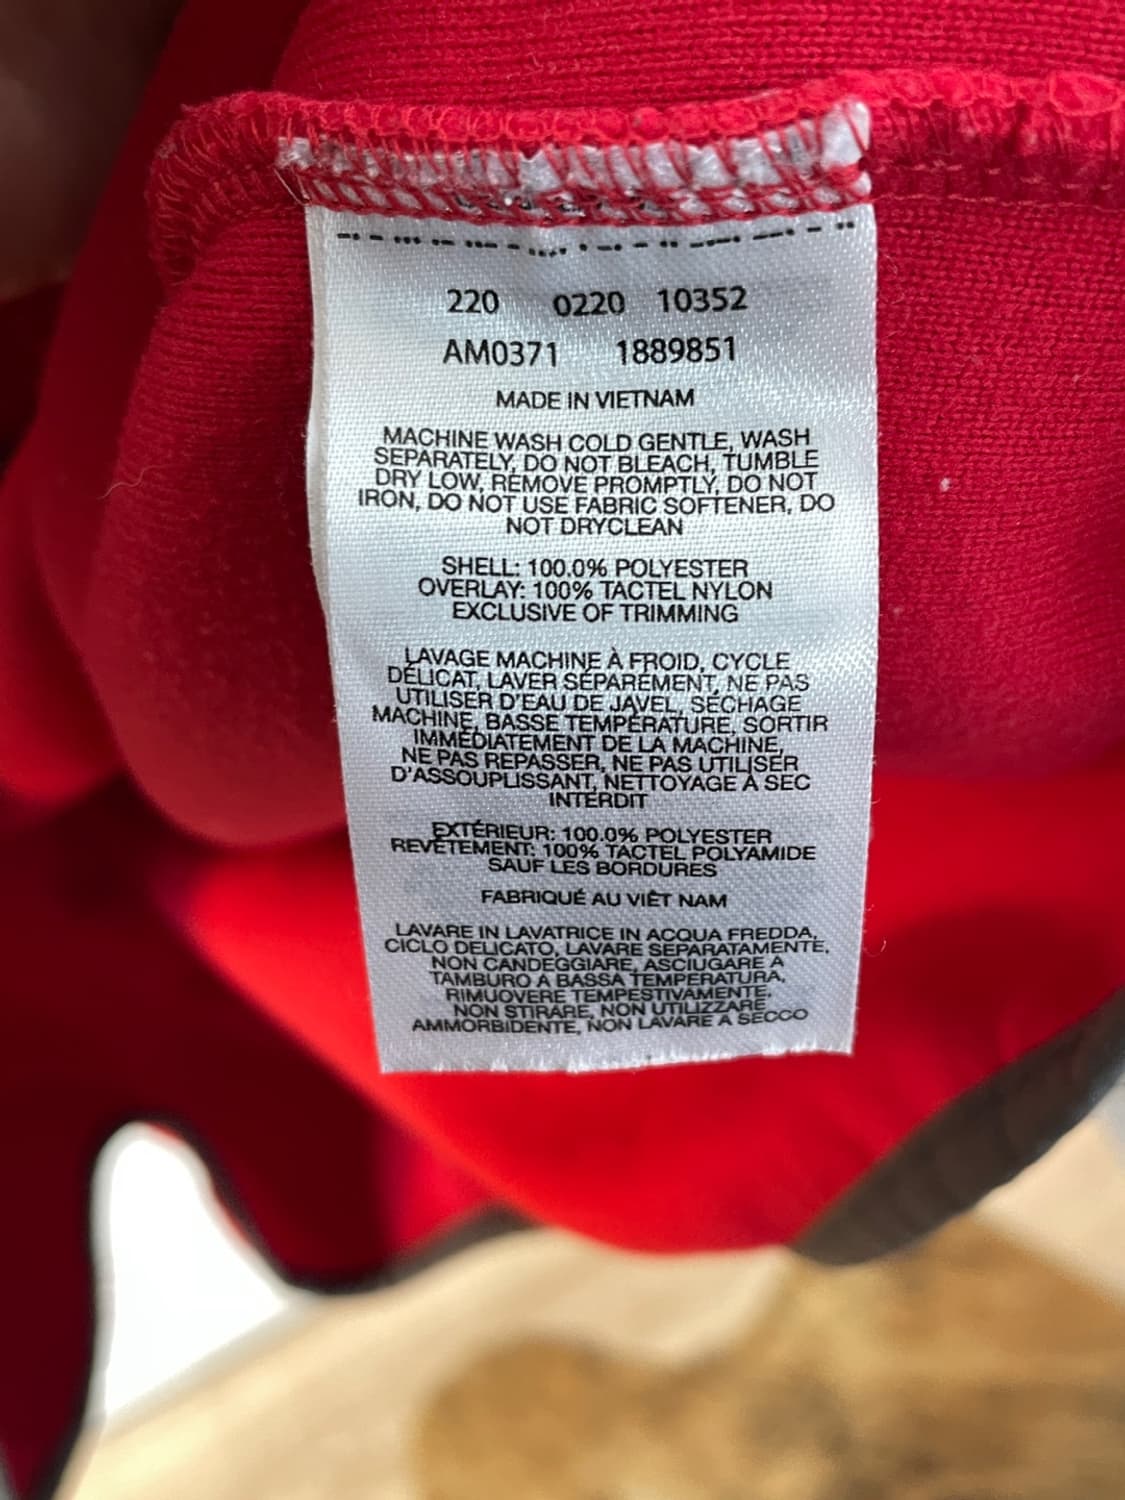 220 0220 10352
AM0371 1889851
MADE IN VIETNAM
MACHINE WASH COLD GENTLE, WASH
SEPARATELY, DO NOT BLEACH, TUMBLE
DRY LOW, REMOVE PROMPTLY, DO NOT
IRON, DO NOT USE FABRIC SOFTENER, DO
NOT DRYCLEAN
SHELL: 100.0% POLYESTER
OVERLAY: 100% TACTEL NYLON
EXCLUSIVE OF TRIMMING
LAVAGE MACHINE À FROID, CYCLE
DÉLICAT, LAVER SÉPARÉMENT, NE PAS
UTILISER D'EAU DE JAVEL, SÉCHAGE
MACHINE, BASSE TEMPÉRATURE, SORTIR
IMMÉDIATEMENT DE LA MACHINE,
NE PAS REPASSER, NE PAS UTILISER
D'ASSOUPLISSANT, NETTOYAGE À SEC
INTERDIT
EXTÉRIEUR: 100.0% POLYESTER
REVÊTEMENT: 100% TACTEL POLYAMIDE
SAUF LES BORDURES
FABRIQUÉ AU VIÊT NAM
LAVARE IN LAVATRICE IN ACQUA FREDDA,
CICLO DELICATO, LAVARE SEPARATAMENTE,
NON CANDEGGIARE, ASCIUGARE A
TAMBURO A BASSA TEMPERATURA,
RIMUOVERE TEMPESTIVAMENTE,
NON STIRARE, NON UTILIZZARE
AMMORBIDENTE, NON LAVARE A SECCO